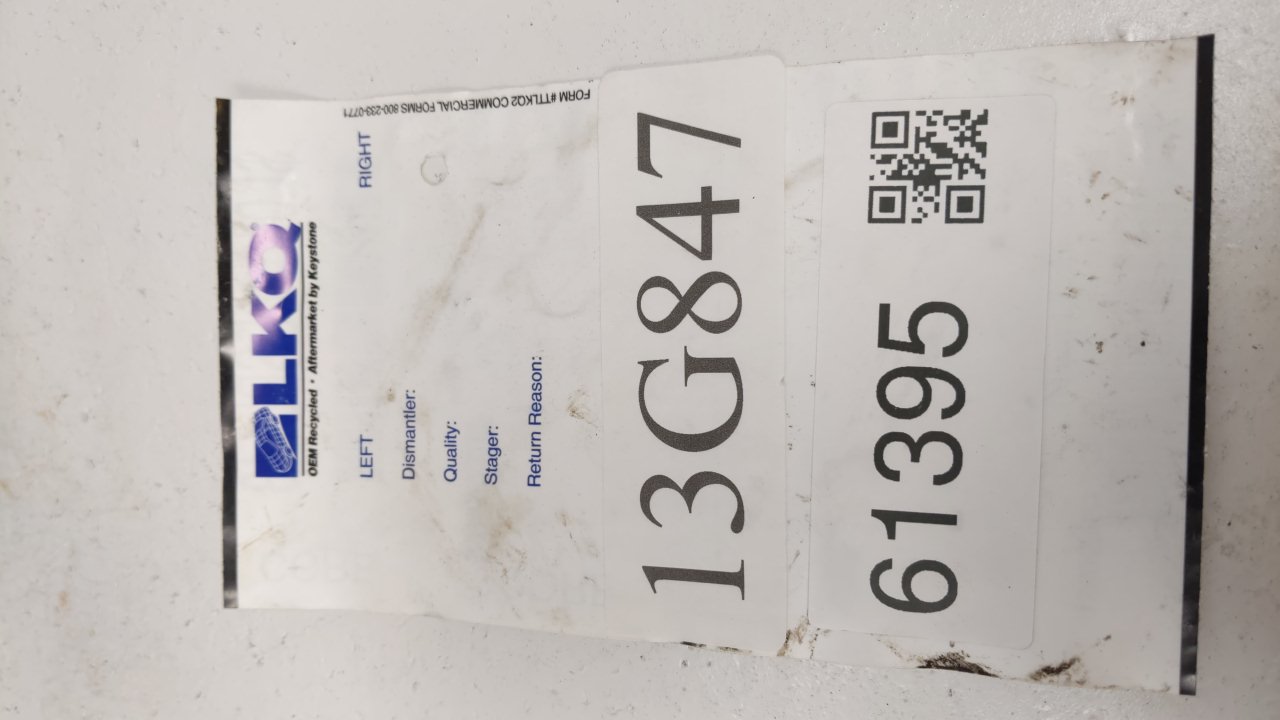 LKQ®
OEM Recycled • Aftermarket by Keystone
LEFT RIGHT
Dismantler:
Quality:
Stager:
Return Reason:
FORM #TTLKQ2 COMMERCIAL FORMS 800-233-0771
13G847
61395